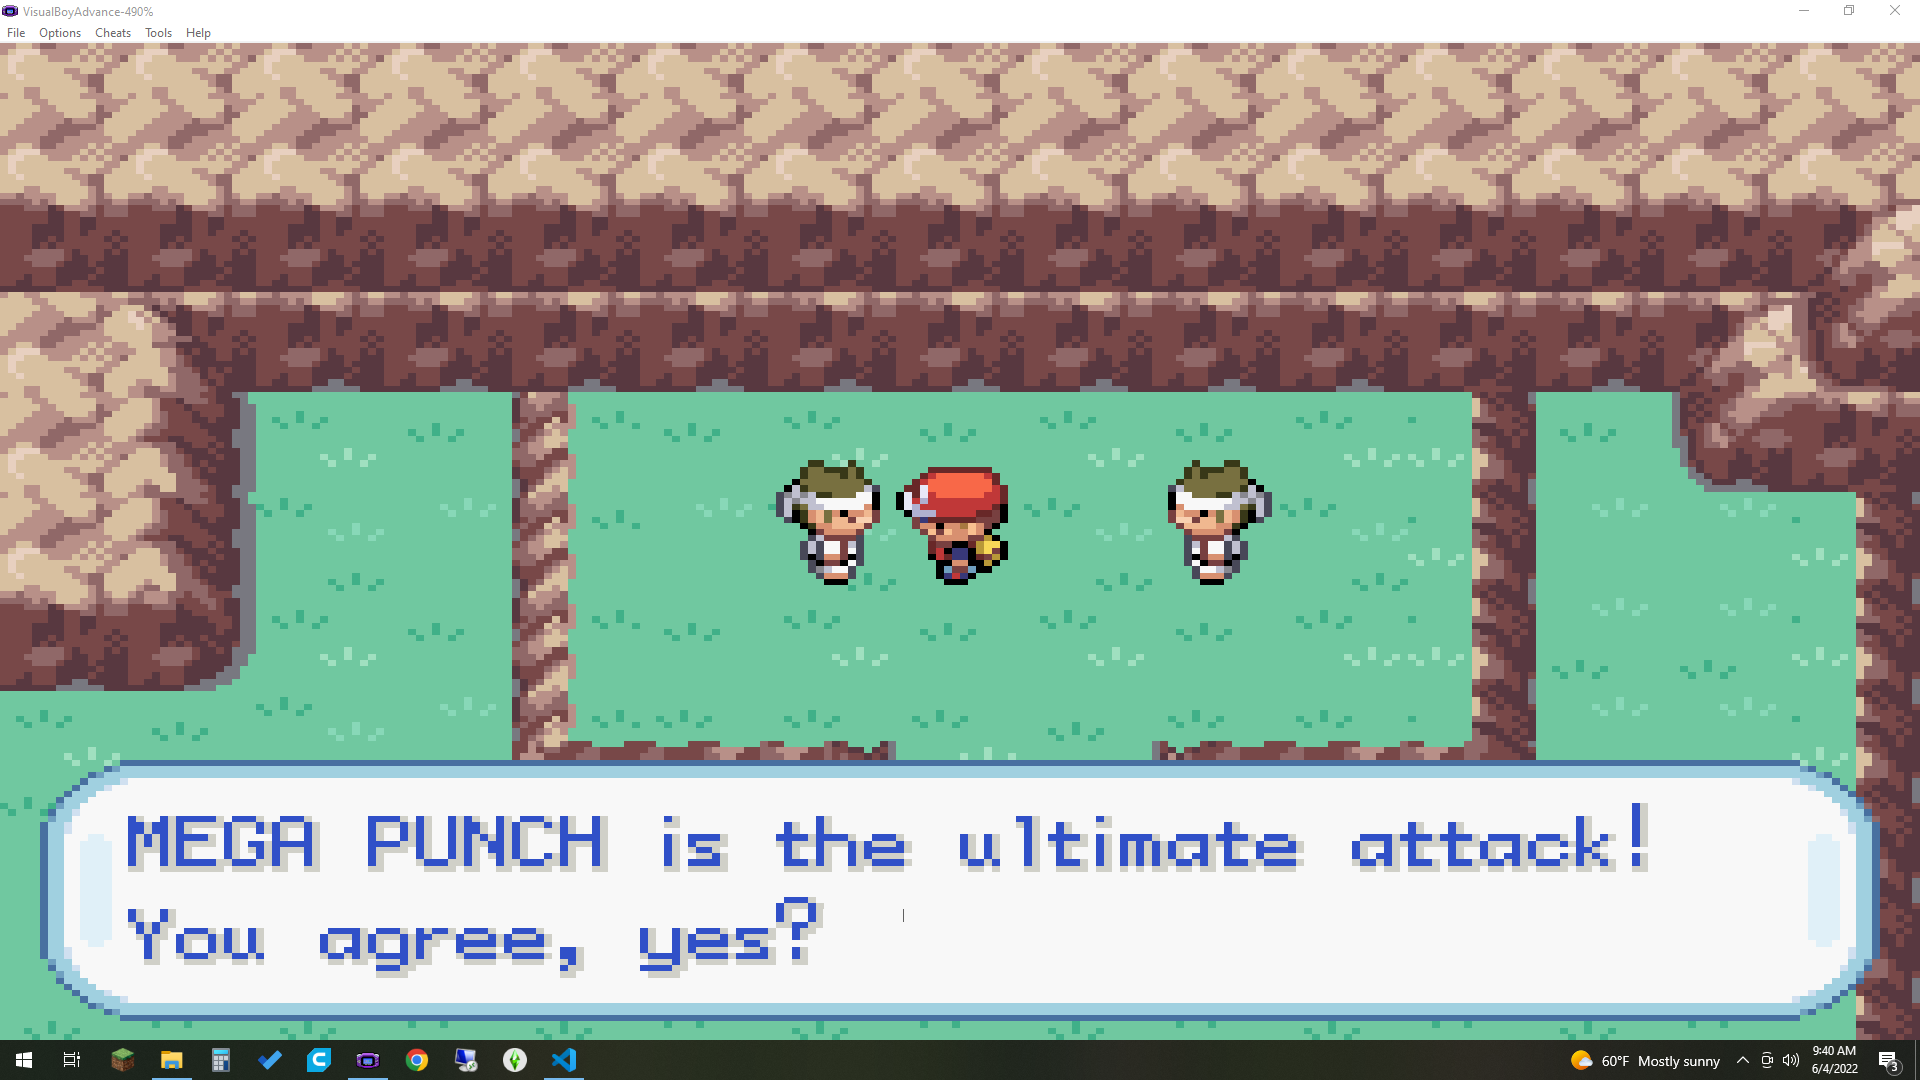 VisualBoyAdvance-490%
File Options Cheats Tools Help
MEGA PUNCH is the ultimate attack!
You agree, yes?
60°F Mostly sunny
9:40 AM
6/4/2022
3